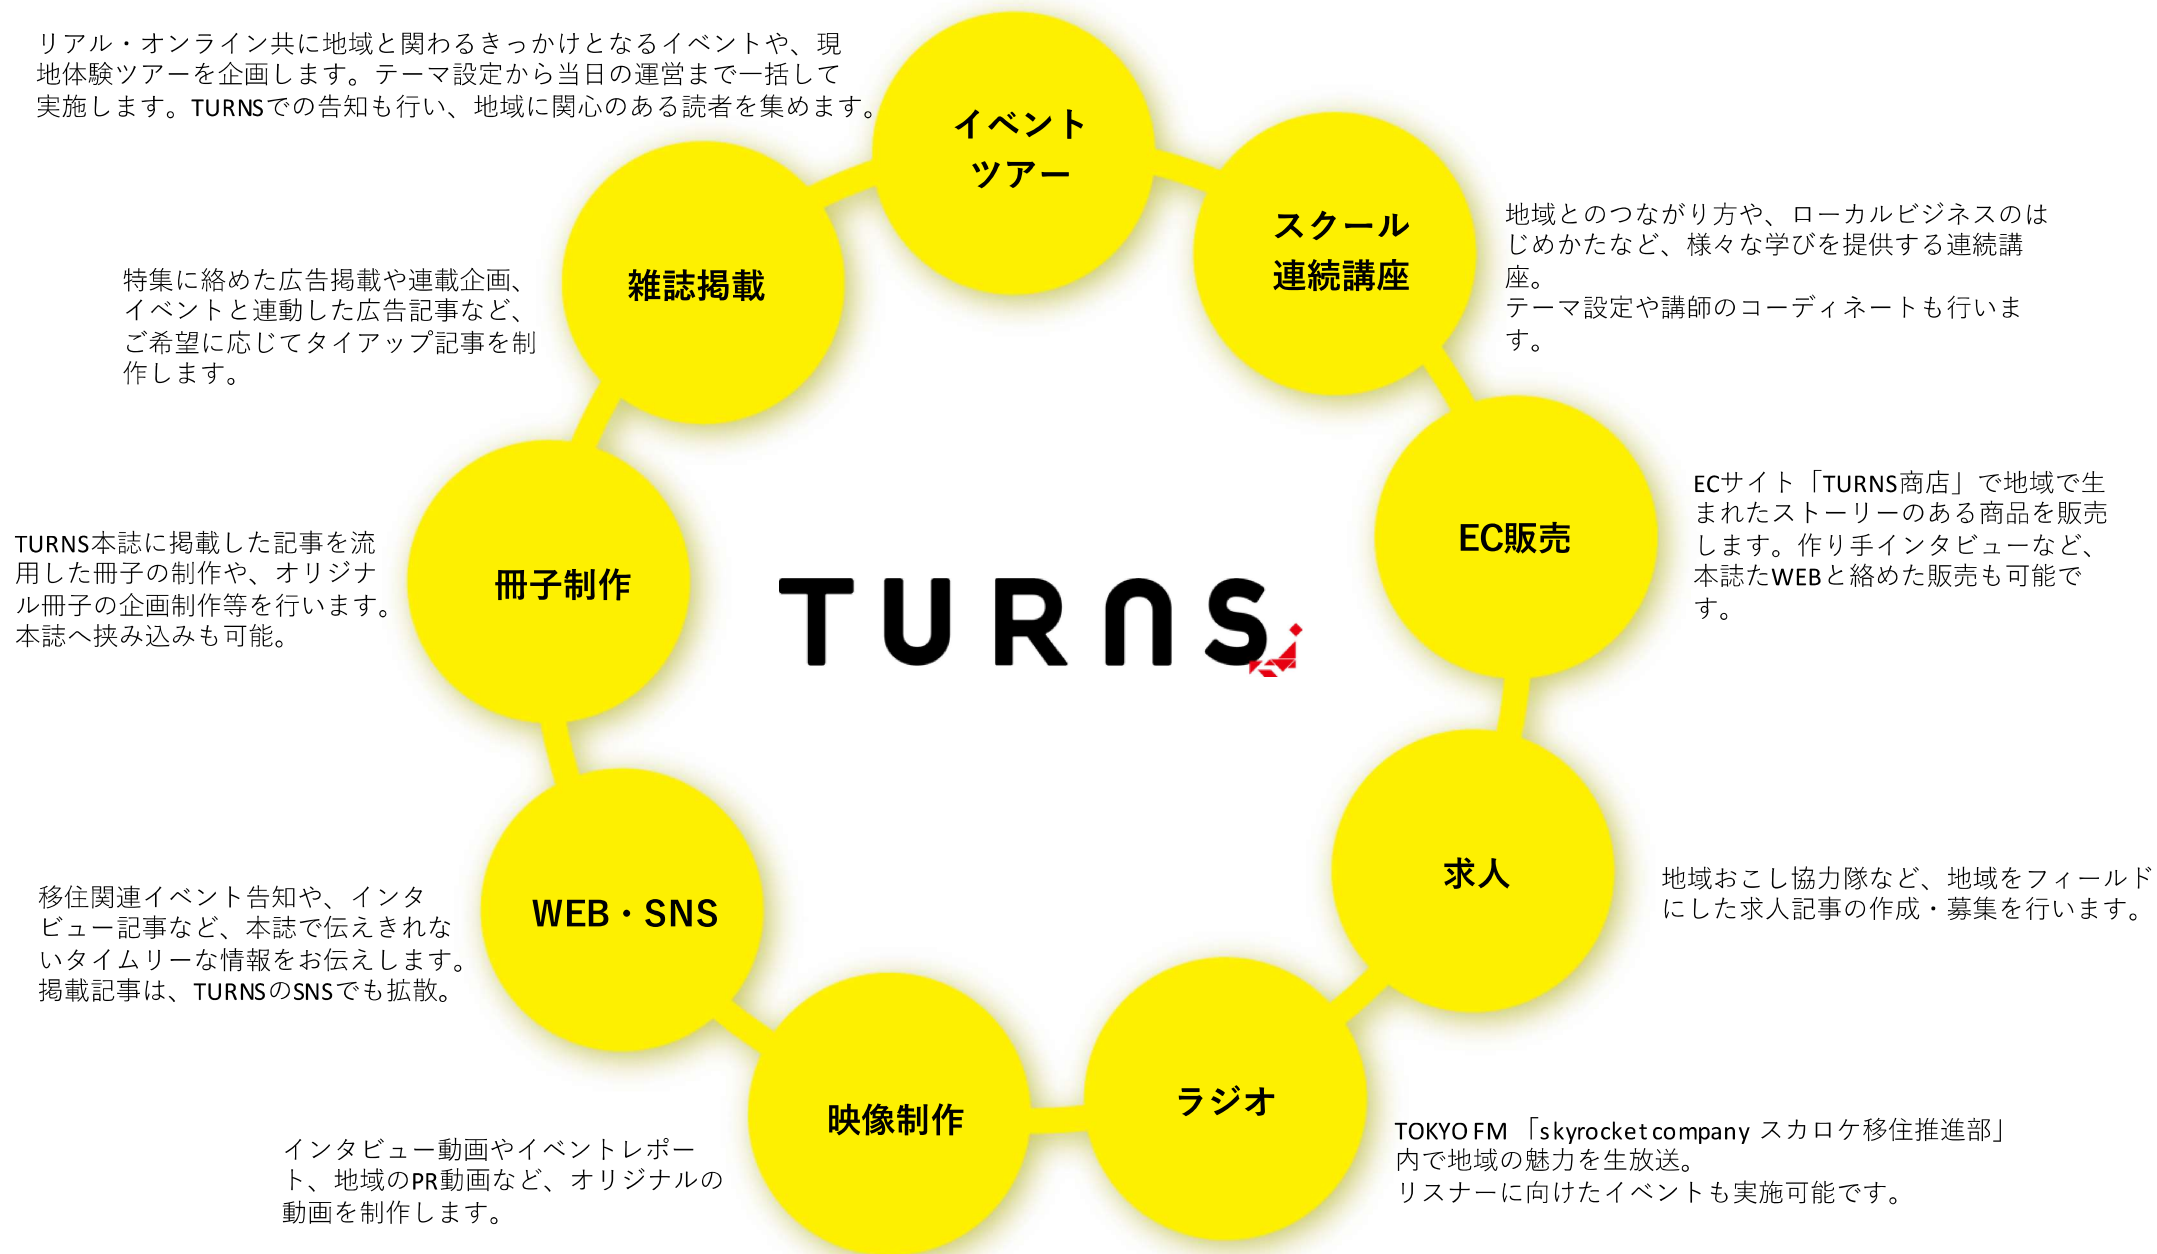 リアル・オンライン共に地域と関わるきっかけとなるイベントや、現
地体験ツアーを企画します。テーマ設定から当日の運営まで一括して
実施します。TURNSでの告知も行い、地域に関心のある読者を集めます。
イベント
ツアー
スクール
連続講座
地域とのつながり方や、ローカルビジネスのは
じめかたなど、様々な学びを提供する連続講
座。
テーマ設定や講師のコーディネートも行いま
す。
雑誌掲載
特集に絡めた広告掲載や連載企画、
イベントと連動した広告記事など、
ご希望に応じてタイアップ記事を制
作します。
EC販売
ECサイト「TURNS商店」で地域で生
まれたストーリーのある商品を販売
します。作り手インタビューなど、
本誌たWEBと絡めた販売も可能で
す。
冊子制作
TURNS本誌に掲載した記事を流
用した冊子の制作や、オリジナ
ル冊子の企画制作等を行います。
本誌へ挟み込みも可能。
TURNS
求人
地域おこし協力隊など、地域をフィールド
にした求人記事の作成・募集を行います。
WEB・SNS
移住関連イベント告知や、インタ
ビュー記事など、本誌で伝えきれな
いタイムリーな情報をお伝えします。
掲載記事は、TURNSのSNSでも拡散。
映像制作
インタビュー動画やイベントレポー
ト、地域のPR動画など、オリジナルの
動画を制作します。
ラジオ
TOKYO FM 「skyrocket company スカロケ移住推進部」
内で地域の魅力を生放送。
リスナーに向けたイベントも実施可能です。